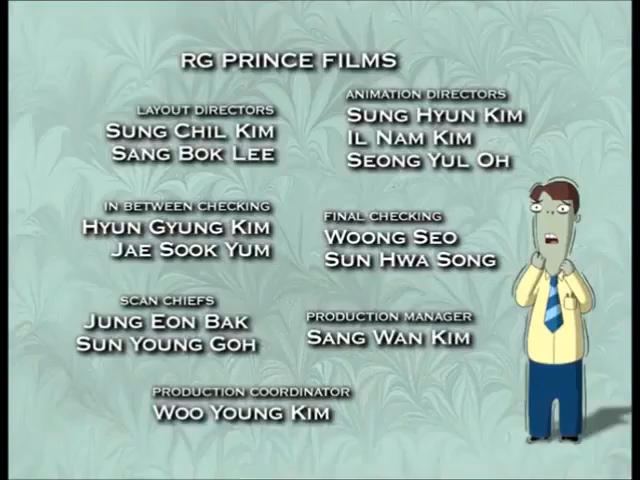 RG PRINCE FILMS
LAYOUT DIRECTORS
SUNG CHIL KIM
SANG BOK LEE
ANIMATION DIRECTORS
SUNG HYUN KIM
IL NAM KIM
SEONG YUL OH
IN BETWEEN CHECKING
HYUN GYUNG KIM
JAE SOOK YUM
FINAL CHECKING
WOONG SEO
SUN HWA SONG
SCAN CHIEFS
JUNG EON BAK
SUN YOUNG GOH
PRODUCTION MANAGER
SANG WAN KIM
PRODUCTION COORDINATOR
WOO YOUNG KIM